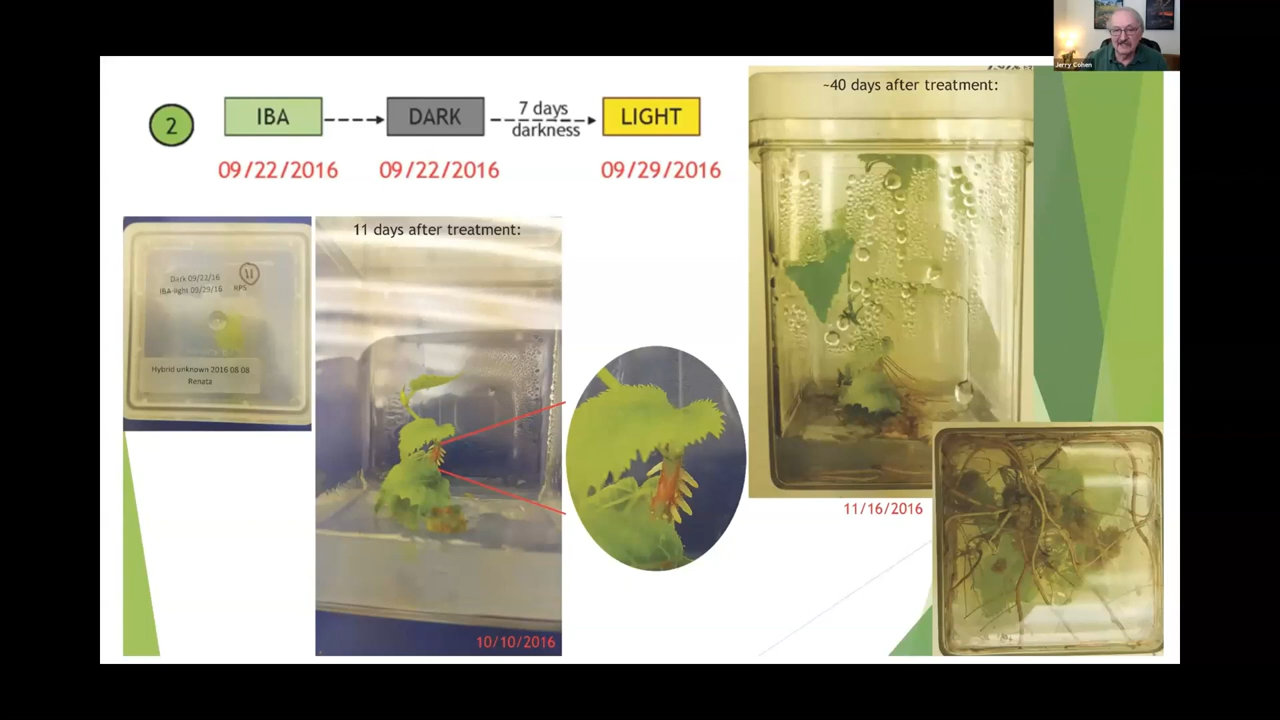 2
IBA
DARK
7 days
darkness
LIGHT
09/22/2016
09/22/2016
09/29/2016
Dark 09/22/16
IBA-light 09/29/16
11
HPS
Hybrid unknown 2016 08 08
Renata
11 days after treatment:
10/10/2016
~40 days after treatment:
11/16/2016
Jerry Cohen